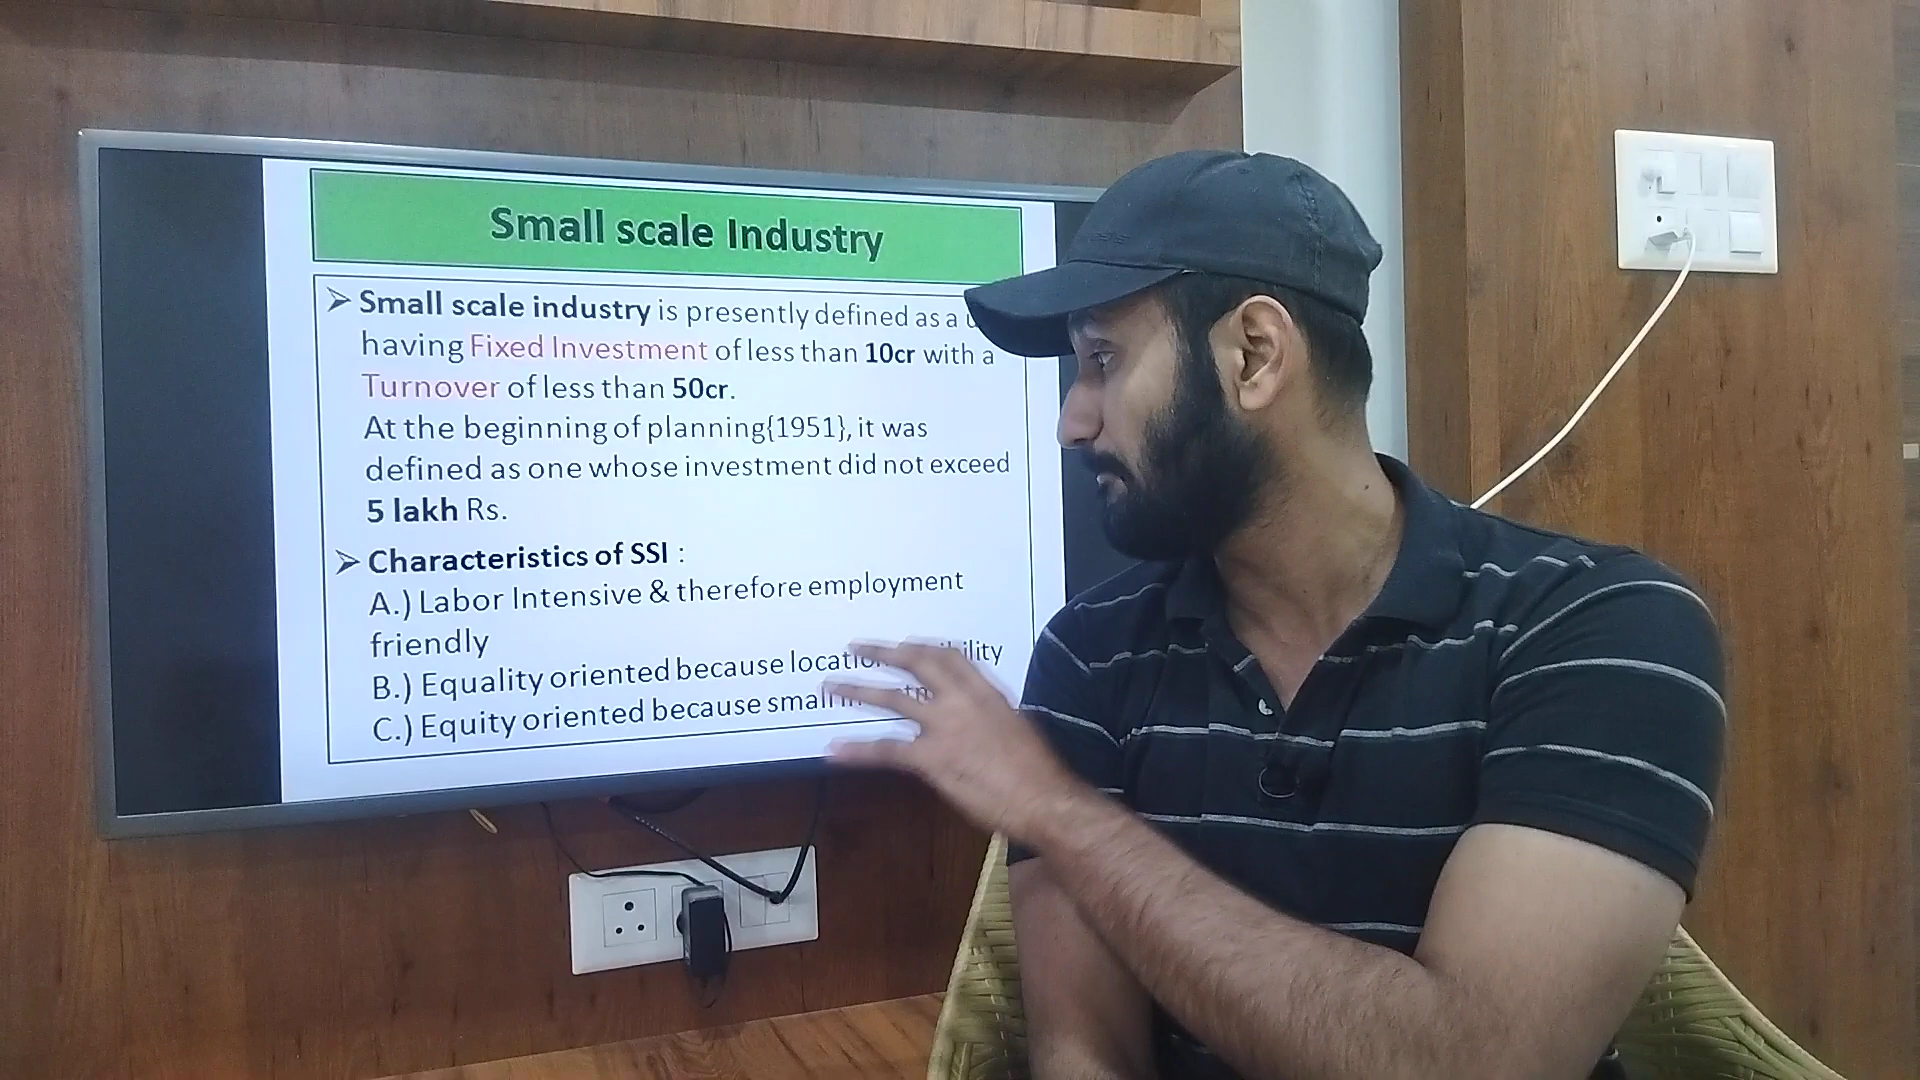 Small scale Industry
➢ Small scale industry is presently defined as a
having Fixed Investment of less than 10cr with a
Turnover of less than 50cr.
At the beginning of planning{1951}, it was
defined as one whose investment did not exceed
5 lakh Rs.
➢ Characteristics of SSI :
A.) Labor Intensive & therefore employment
friendly
B.) Equality oriented because
C.) Equity oriented because small